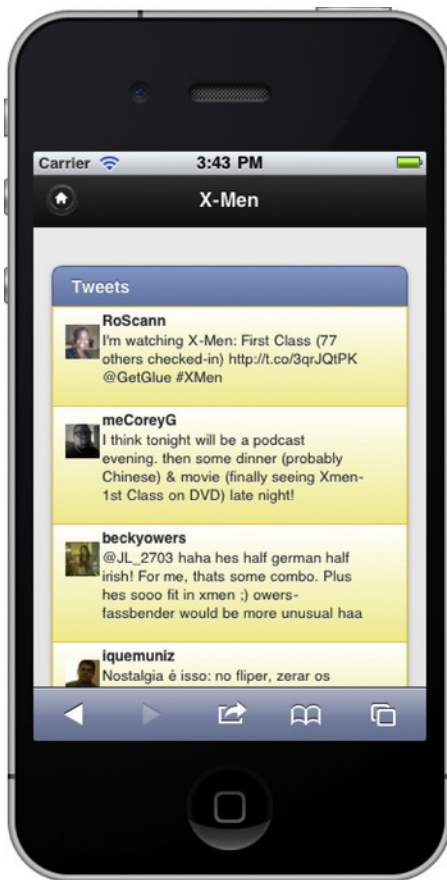 Carrier 3:43 PM
X-Men
Tweets
RoScann
I'm watching X-Men: First Class (77
others checked-in) http://t.co/3qrJQtPK
@GetGlue #XMen
meCoreyG
I think tonight will be a podcast
evening. then some dinner (probably
Chinese) & movie (finally seeing Xmen-
1st Class on DVD) late night!
beckyowers
@JL_2703 haha hes half german half
irish! For me, thats some combo. Plus
hes sooo fit in xmen ;) owers-
fassbender would be more unusual haa
iquemuniz
Nostalgia é isso: no fliper, zerar os